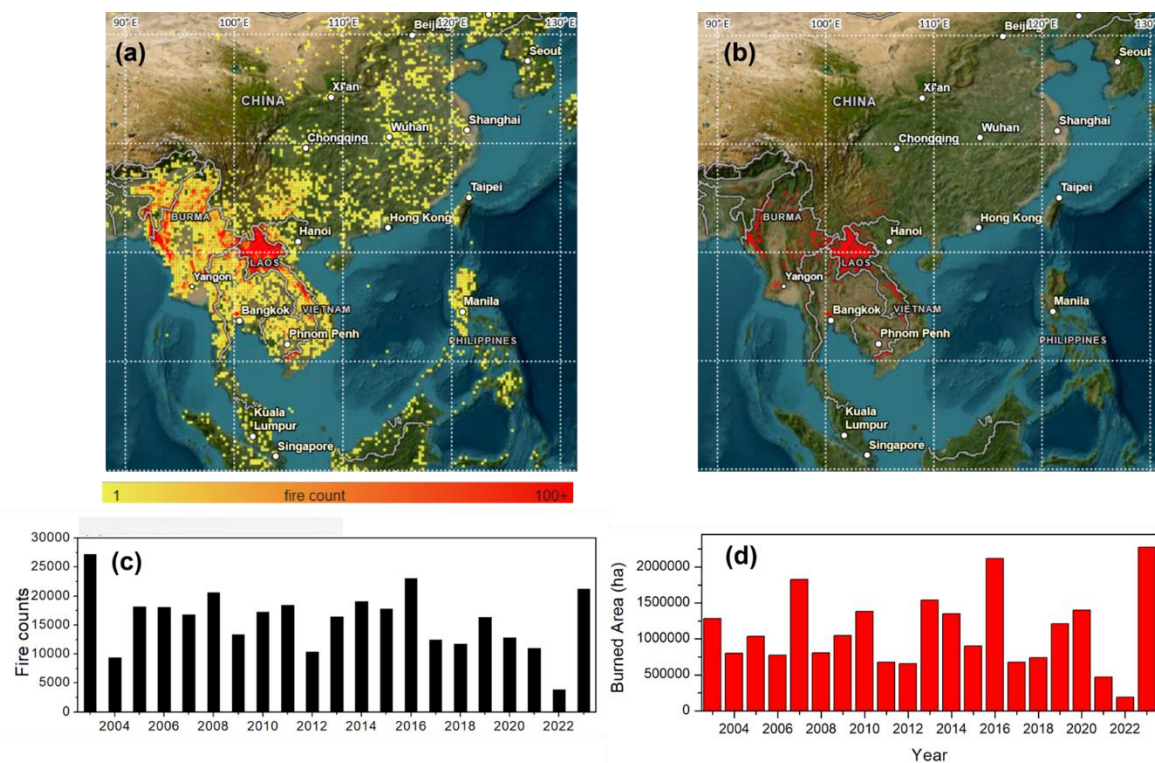 90° E 100° E 110° E 120° E 130° E
(a)
Beijing
Seoul
CHINA
Xi'an
Shanghai
Wuhan
Chongqing
Taipei
BURMA
Hanoi
Hong Kong
LAOS
Yangon
Bangkok
VIETNAM
Manila
Phnom Penh
PHILIPPINES
Kuala
Lumpur
Singapore
1 fire count 100+
90° E 100° E 110° E 120° E 130° E
(b)
Beijing
Seoul
CHINA
Xi'an
Shanghai
Wuhan
Chongqing
Taipei
BURMA
Hanoi
Hong Kong
LAOS
Yangon
Bangkok
VIETNAM
Manila
Phnom Penh
PHILIPPINES
Kuala
Lumpur
Singapore
(c)
Fire counts
30000
25000
20000
15000
10000
5000
0
2004 2006 2008 2010 2012 2014 2016 2018 2020 2022
(d)
Burned Area (ha)
2000000
1500000
1000000
500000
0
2004 2006 2008 2010 2012 2014 2016 2018 2020 2022
Year